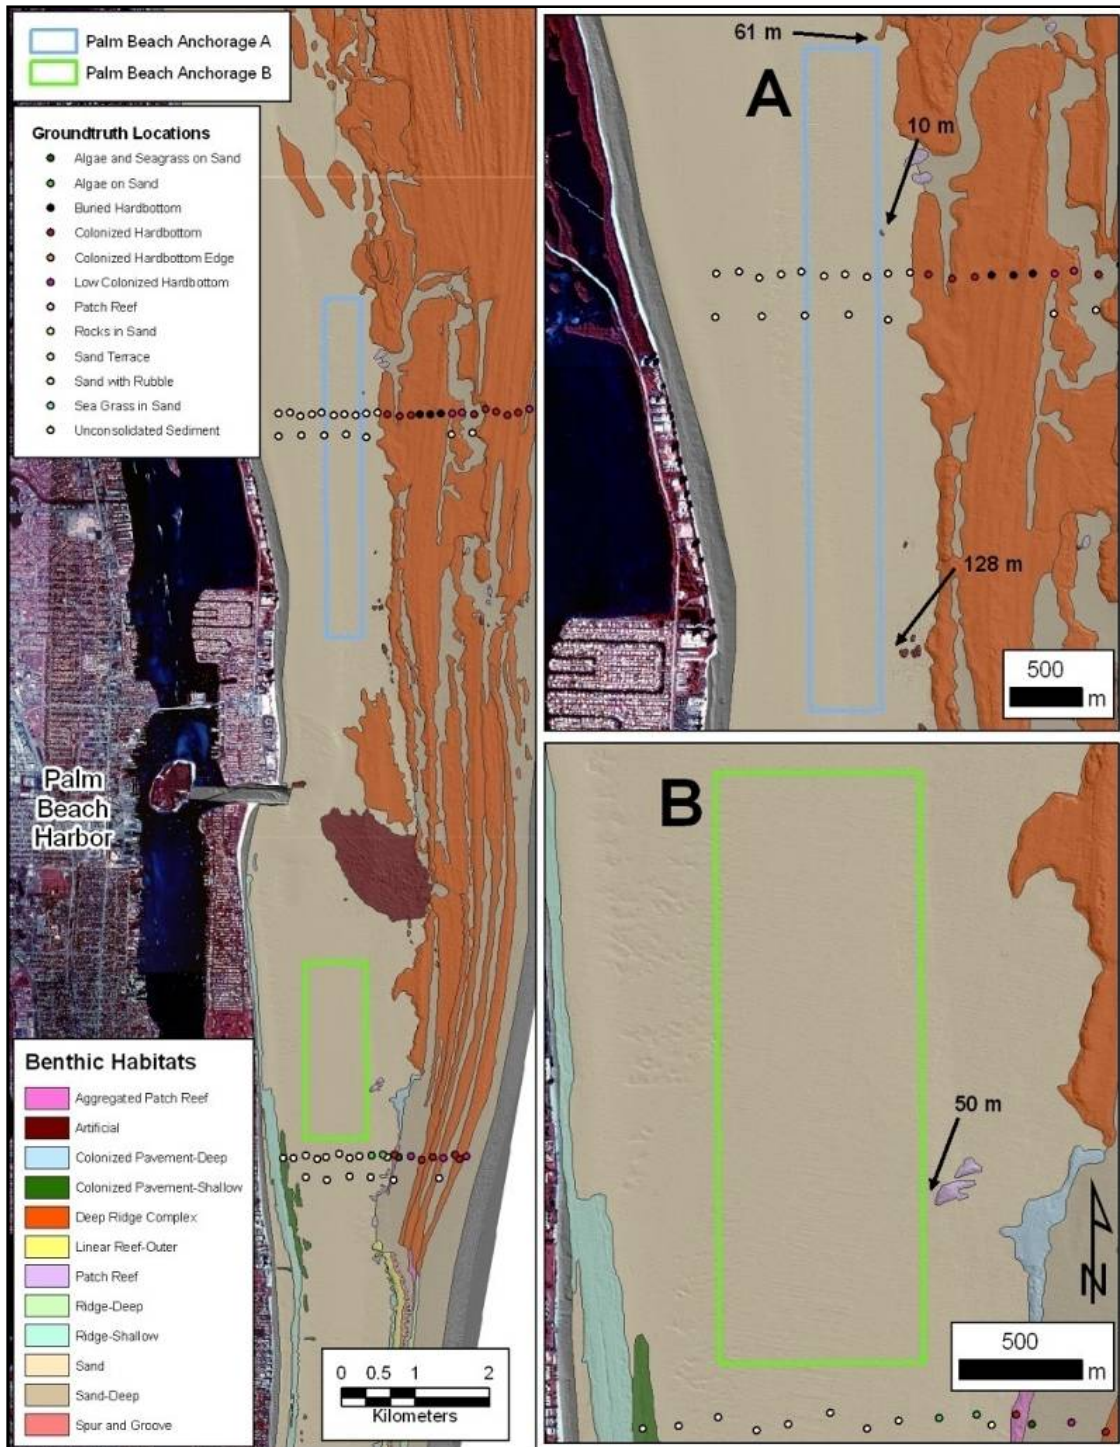 Palm Beach Anchorage A
Palm Beach Anchorage B
Groundtruth Locations
Algae and Seagrass on Sand
Algae on Sand
Buried Hardbottom
Colonized Hardbottom
Colonized Hardbottom Edge
Low Colonized Hardbottom
Patch Reef
Rocks in Sand
Sand Terrace
Sand with Rubble
Sea Grass in Sand
Unconsolidated Sediment
Palm
Beach
Harbor
Benthic Habitats
Aggregated Patch Reef
Artificial
Colonized Pavement-Deep
Colonized Pavement-Shallow
Deep Ridge Complex
Linear Reef-Outer
Patch Reef
Ridge-Deep
Ridge-Shallow
Sand
Sand-Deep
Spur and Groove
0 0.5 1 2
Kilometers
61 m
A
10 m
128 m
500
m
B
50 m
N
500
m